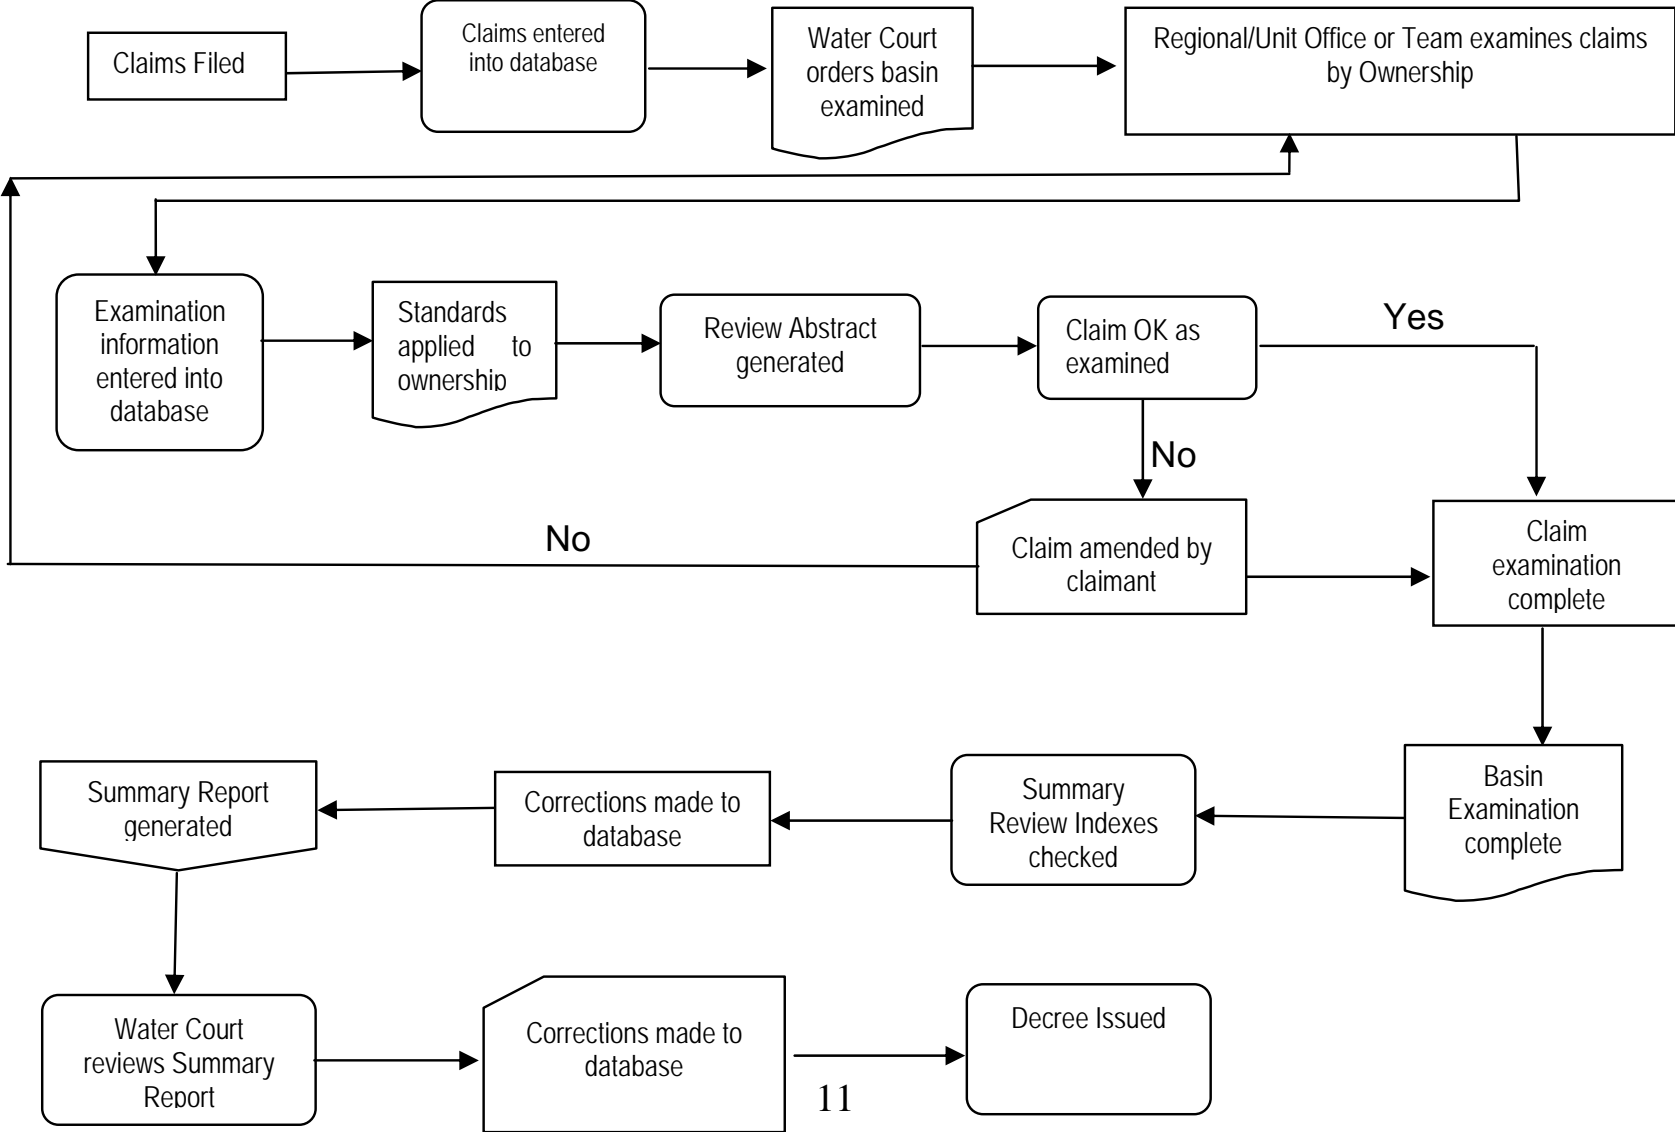 Claims Filed
Claims entered
into database
Water Court
orders basin
examined
Regional/Unit Office or Team examines claims
by Ownership
Examination
information
entered into
database
Standards
applied to
ownership
Review Abstract
generated
Claim OK as
examined
Yes
No
No
Claim amended by
claimant
Claim
examination
complete
Summary Report
generated
Corrections made to
database
Summary
Review Indexes
checked
Basin
Examination
complete
Water Court
reviews Summary
Report
Corrections made to
database
Decree Issued
11